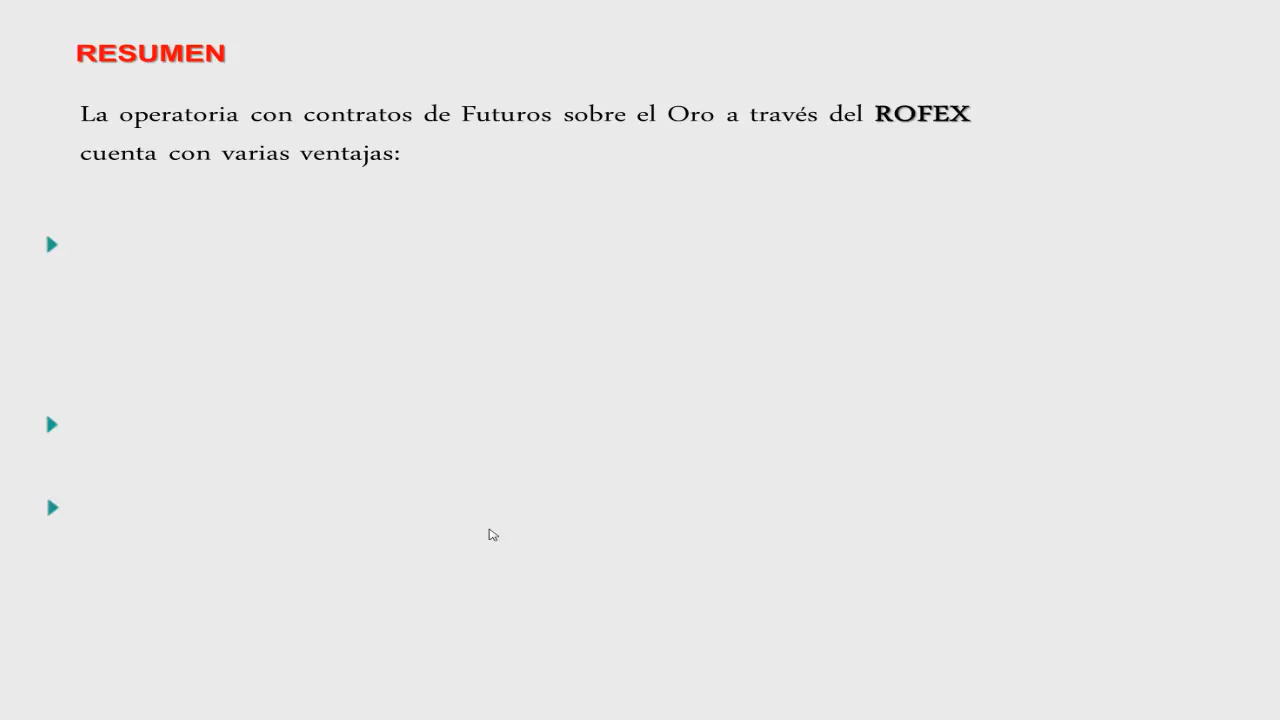 RESUMEN
La operatoria con contratos de Futuros sobre el Oro a través del ROFEX
cuenta con varias ventajas: